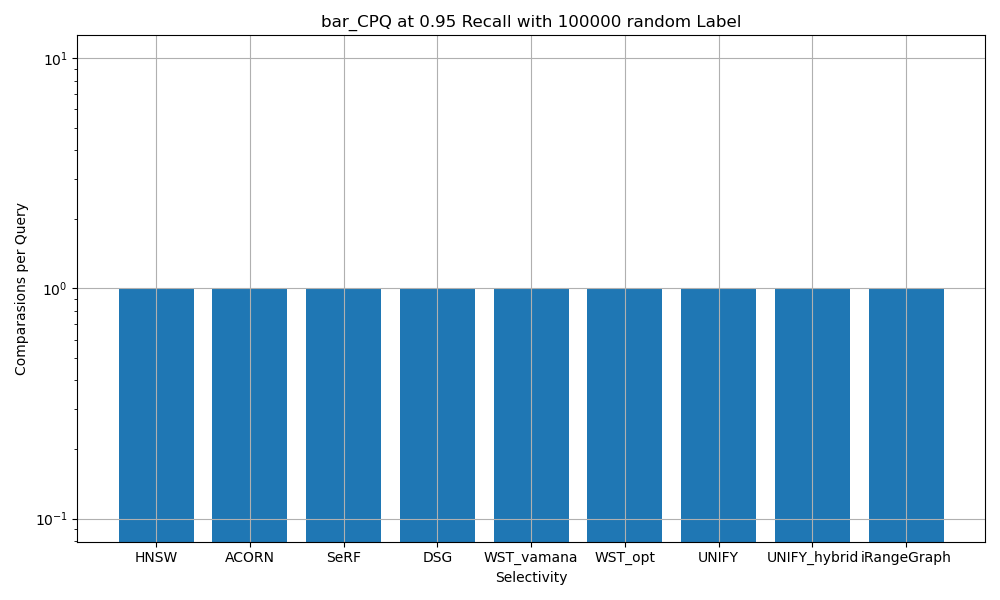 bar_CPQ at 0.95 Recall with 100000 random Label
Comparasions per Query
10¹
10⁰
10⁻¹
HNSW ACORN SeRF DSG WST_vamana WST_opt UNIFY UNIFY_hybrid iRangeGraph
Selectivity